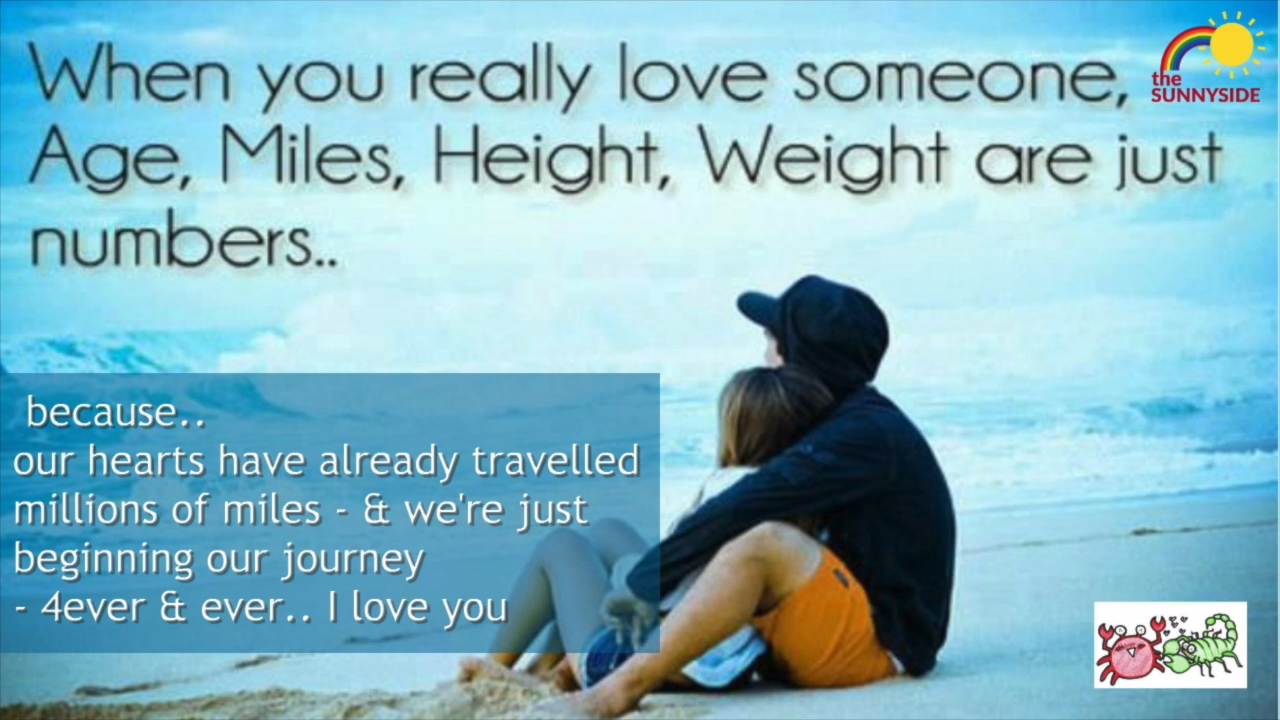 When you really love someone,
Age, Miles, Height, Weight are just
numbers..
the
SUNNYSIDE
because..
our hearts have already travelled
millions of miles - & we're just
beginning our journey
- 4ever & ever.. I love you